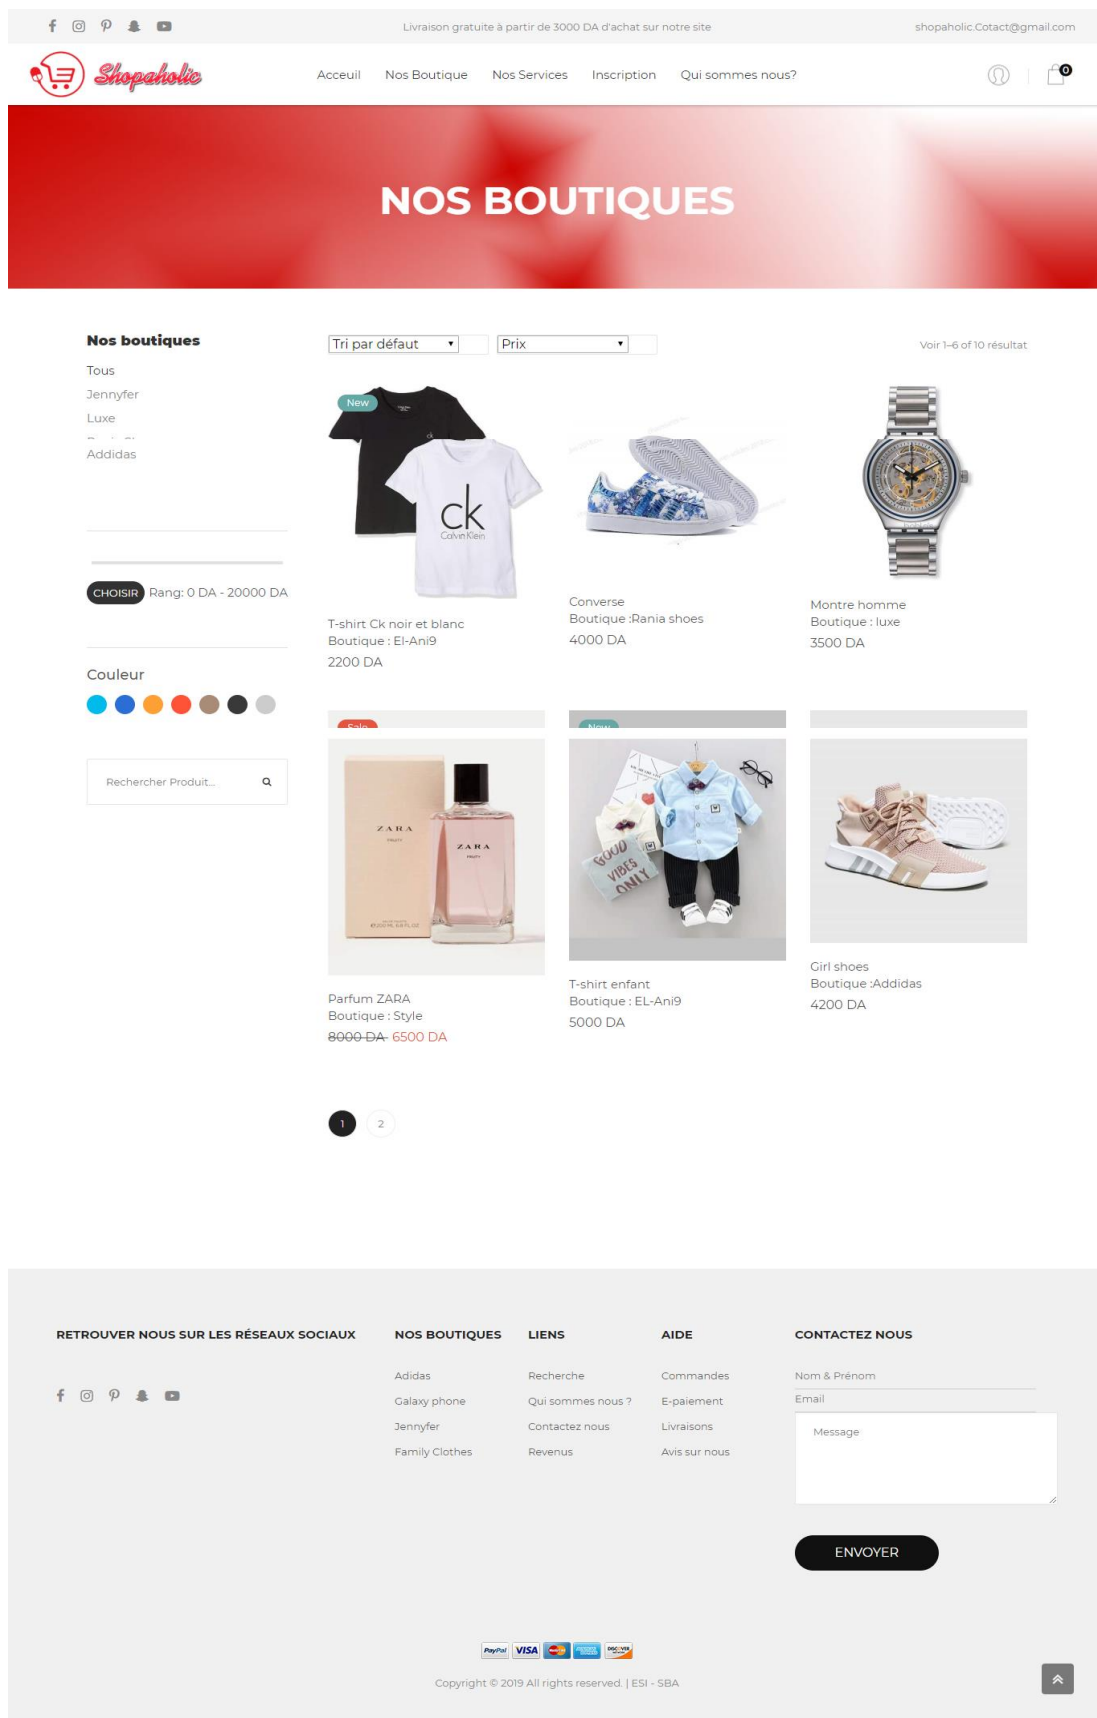 Livraison gratuite à partir de 3000 DA d'achat sur notre site
shopaholic.Cotact@gmail.com
Shopaholic
Acceuil
Nos Boutique
Nos Services
Inscription
Qui sommes nous?
0
NOS BOUTIQUES
Nos boutiques
Tous
Jennyfer
Luxe
Addidas
CHOISIR
Rang: 0 DA - 20000 DA
Couleur
Rechercher Produit...
Tri par défaut
Prix
Voir 1–6 of 10 résultat
New
ck
Calvin Klein
T-shirt Ck noir et blanc
Boutique : El-Ani9
2200 DA
Converse
Boutique :Rania shoes
4000 DA
Montre homme
Boutique : luxe
3500 DA
Sale
ZARA
FRUITY
ZARA
FRUITY
Parfum ZARA
Boutique : Style
8000 DA 6500 DA
New
GOOD
VIBES
ONLY
T-shirt enfant
Boutique : EL-Ani9
5000 DA
Girl shoes
Boutique :Addidas
4200 DA
1
2
RETROUVER NOUS SUR LES RÉSEAUX SOCIAUX
NOS BOUTIQUES
Adidas
Galaxy phone
Jennyfer
Family Clothes
LIENS
Recherche
Qui sommes nous ?
Contactez nous
Revenus
AIDE
Commandes
E-paiement
Livraisons
Avis sur nous
CONTACTEZ NOUS
Nom & Prénom
Email
Message
ENVOYER
PayPal
VISA
DISCOVER
Copyright © 2019 All rights reserved. | ESI - SBA